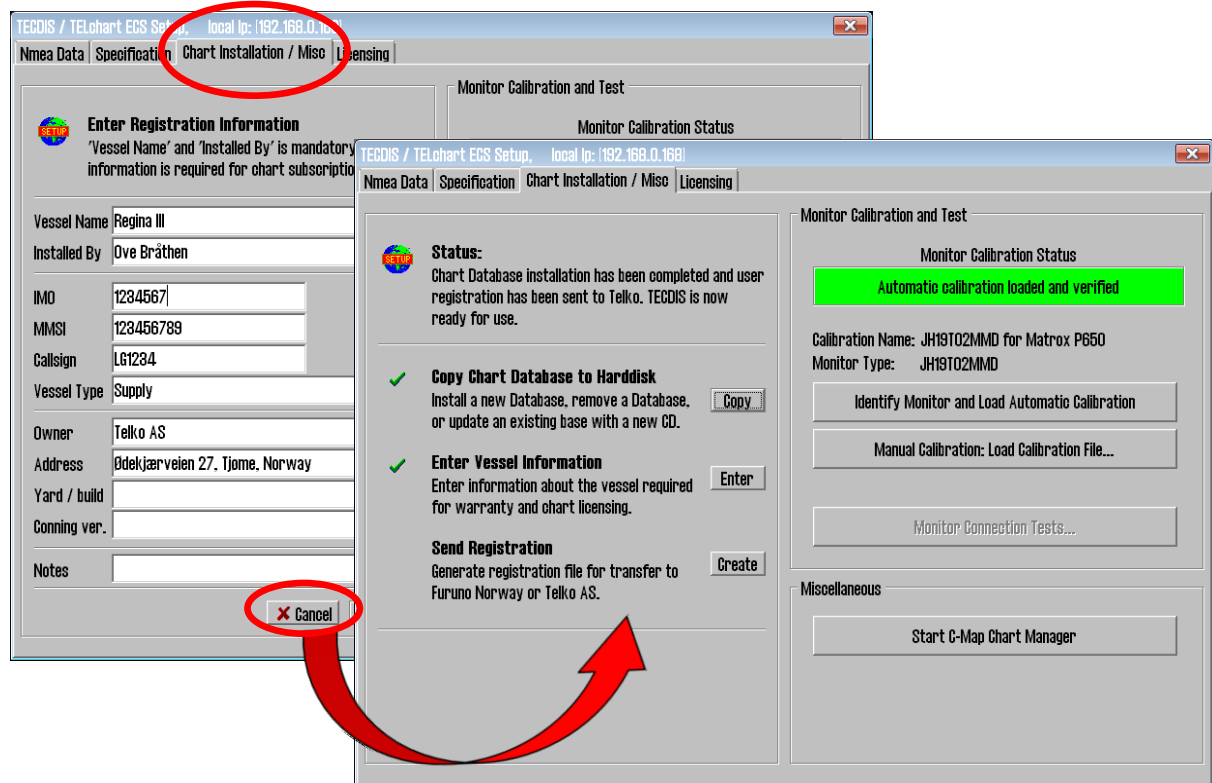 TECDIS / TELchart ECS Setup, local Ip: [192.168.0.168]
Nmea Data Specification Chart Installation / Misc Licensing
SETUP
Enter Registration Information
'Vessel Name' and 'Installed By' is mandatory
information is required for chart subscriptio
Vessel Name Regina III
Installed By Ove Bråthen
IMO 1234567
MMSI 123456789
Callsign LG1234
Vessel Type Supply
Owner Telko AS
Address Ødekjærveien 27, Tjøme, Norway
Yard / build
Conning ver.
Notes
Cancel
Monitor Calibration and Test
Monitor Calibration Status
TECDIS / TELchart ECS Setup, local Ip: [192.168.0.168]
Nmea Data Specification Chart Installation / Misc Licensing
SETUP
Status:
Chart Database installation has been completed and user
registration has been sent to Telko. TECDIS is now
ready for use.
Copy Chart Database to Harddisk
Install a new Database, remove a Database,
or update an existing base with a new CD.
Copy
Enter Vessel Information
Enter information about the vessel required
for warranty and chart licensing.
Enter
Send Registration
Generate registration file for transfer to
Furuno Norway or Telko AS.
Create
Monitor Calibration and Test
Monitor Calibration Status
Automatic calibration loaded and verified
Calibration Name: JH19T02MMD for Matrox P650
Monitor Type: JH19T02MMD
Identify Monitor and Load Automatic Calibration
Manual Calibration: Load Calibration File...
Monitor Connection Tests...
Miscellaneous
Start C-Map Chart Manager